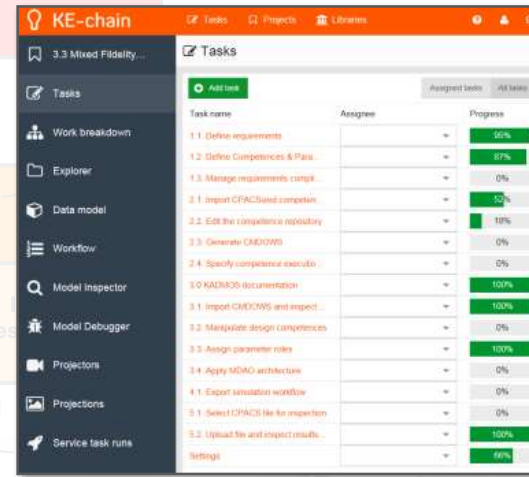 KE-chain
Tasks Projects Libraries
3.3 Mixed Fildelity...
Tasks
Work breakdown
Explorer
Data model
Workflow
Model Inspector
Model Debugger
Projectors
Projections
Service task runs
Tasks
Add task Assigned tasks All tasks
Task name Assignee Progress
1.1. Define requirements 95%
1.2. Define Competences & Para... 87%
1.3. Manage requirements compli... 0%
2.1. Import CPACSized competen... 52%
2.2. Edit the competence repository 18%
2.3. Generate CMDOWS 0%
2.4. Specify competence executio... 0%
3.0 KADMOS documentation 100%
3.1. Import CMDOWS and inspect... 100%
3.2. Manipulate design competences 0%
3.3. Assign parameter roles 100%
3.4. Apply MDAO architecture 0%
4.1. Export simulation workflow 0%
5.1. Select CPACS file for inspection 0%
5.2. Upload file and inspect results... 100%
Settings 66%